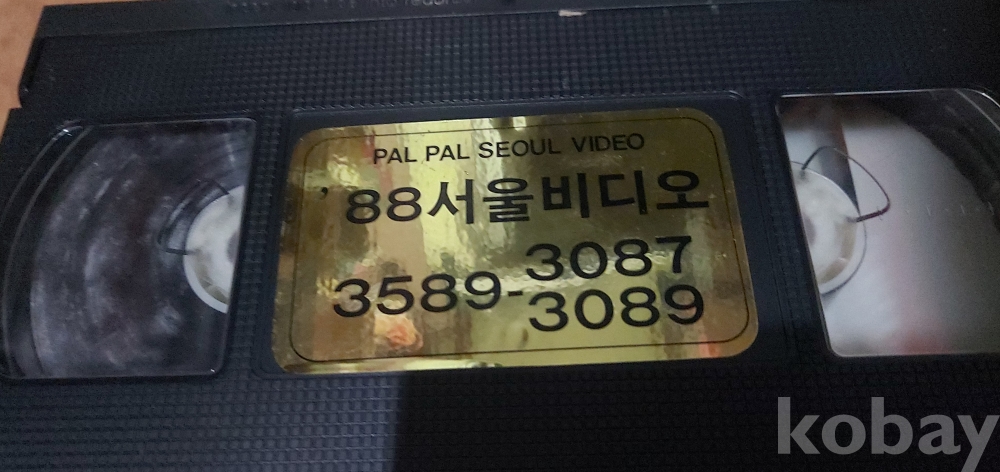 PAL PAL SEOUL VIDEO
'88서울비디오
3589-3087
3089
kobay